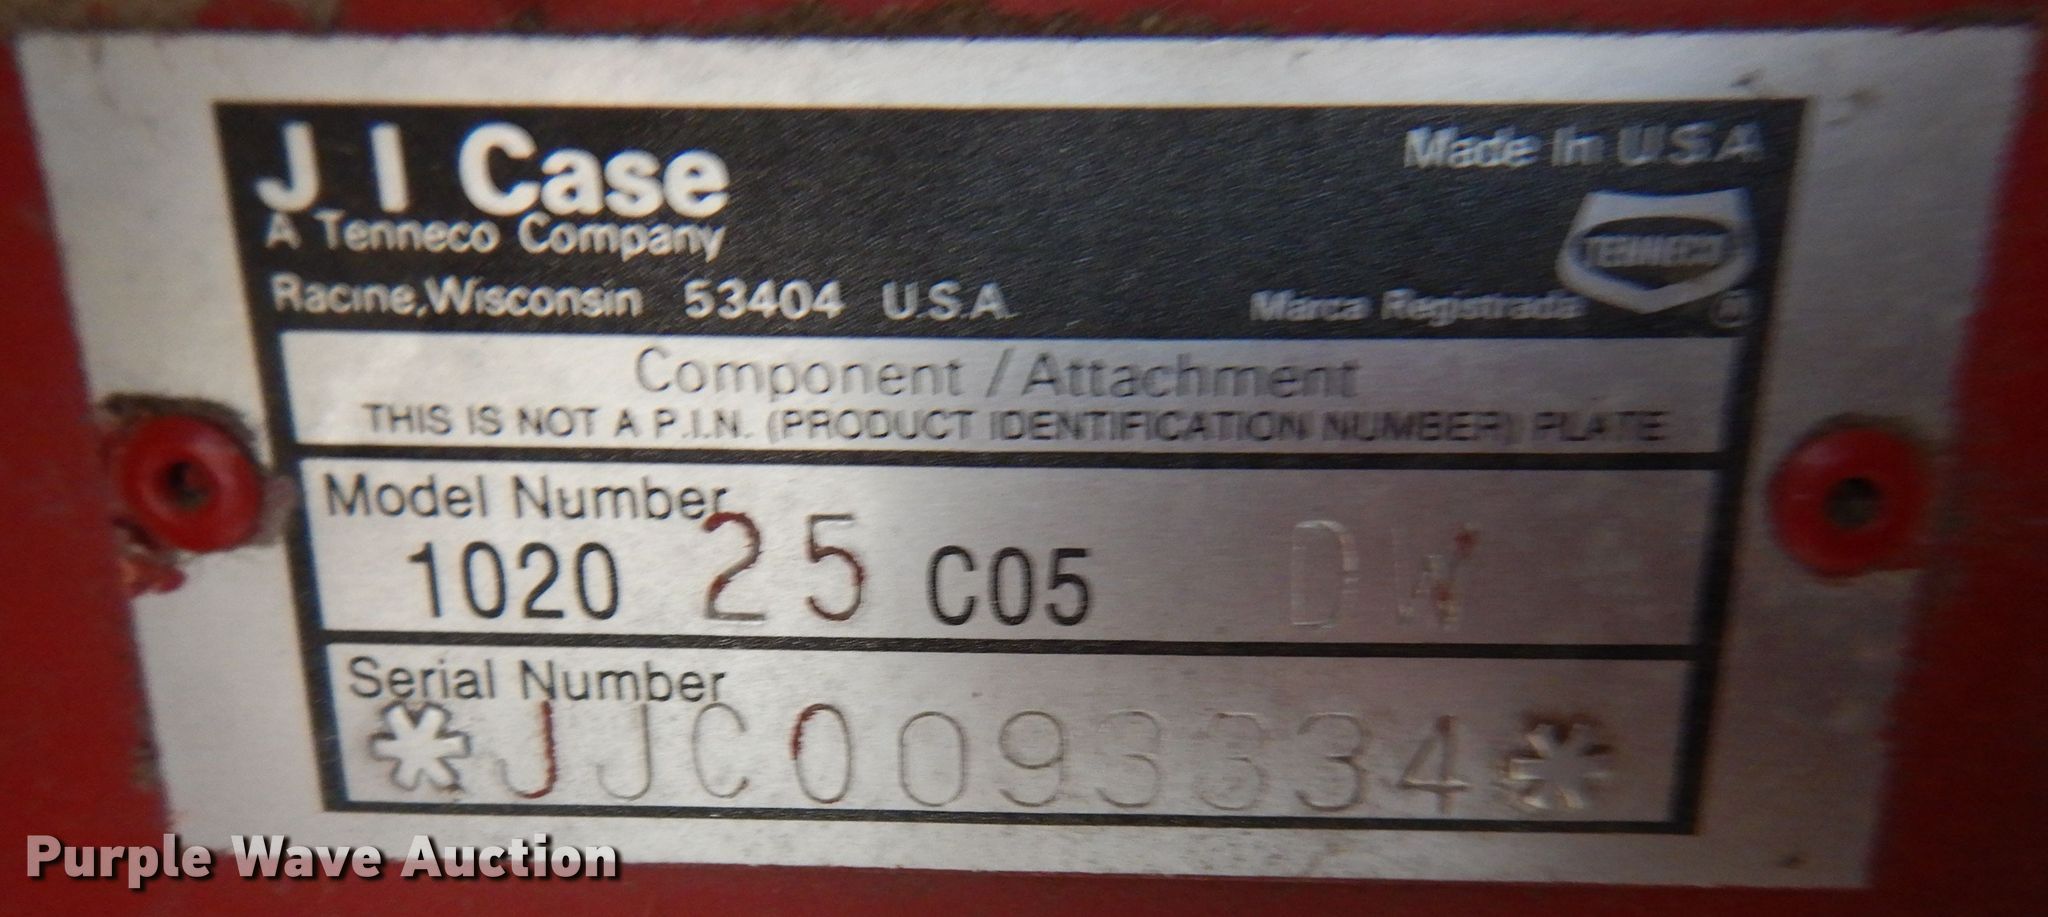 J I Case
Made In U.S.A.
A Tenneco Company
TENNECO
Racine, Wisconsin 53404 U.S.A.
Marca Registrada ®
Component / Attachment
THIS IS NOT A P.I.N. (PRODUCT IDENTIFICATION NUMBER) PLATE
Model Number
1020 25 C05 DW
Serial Number
*JJC0093334*
Purple Wave Auction